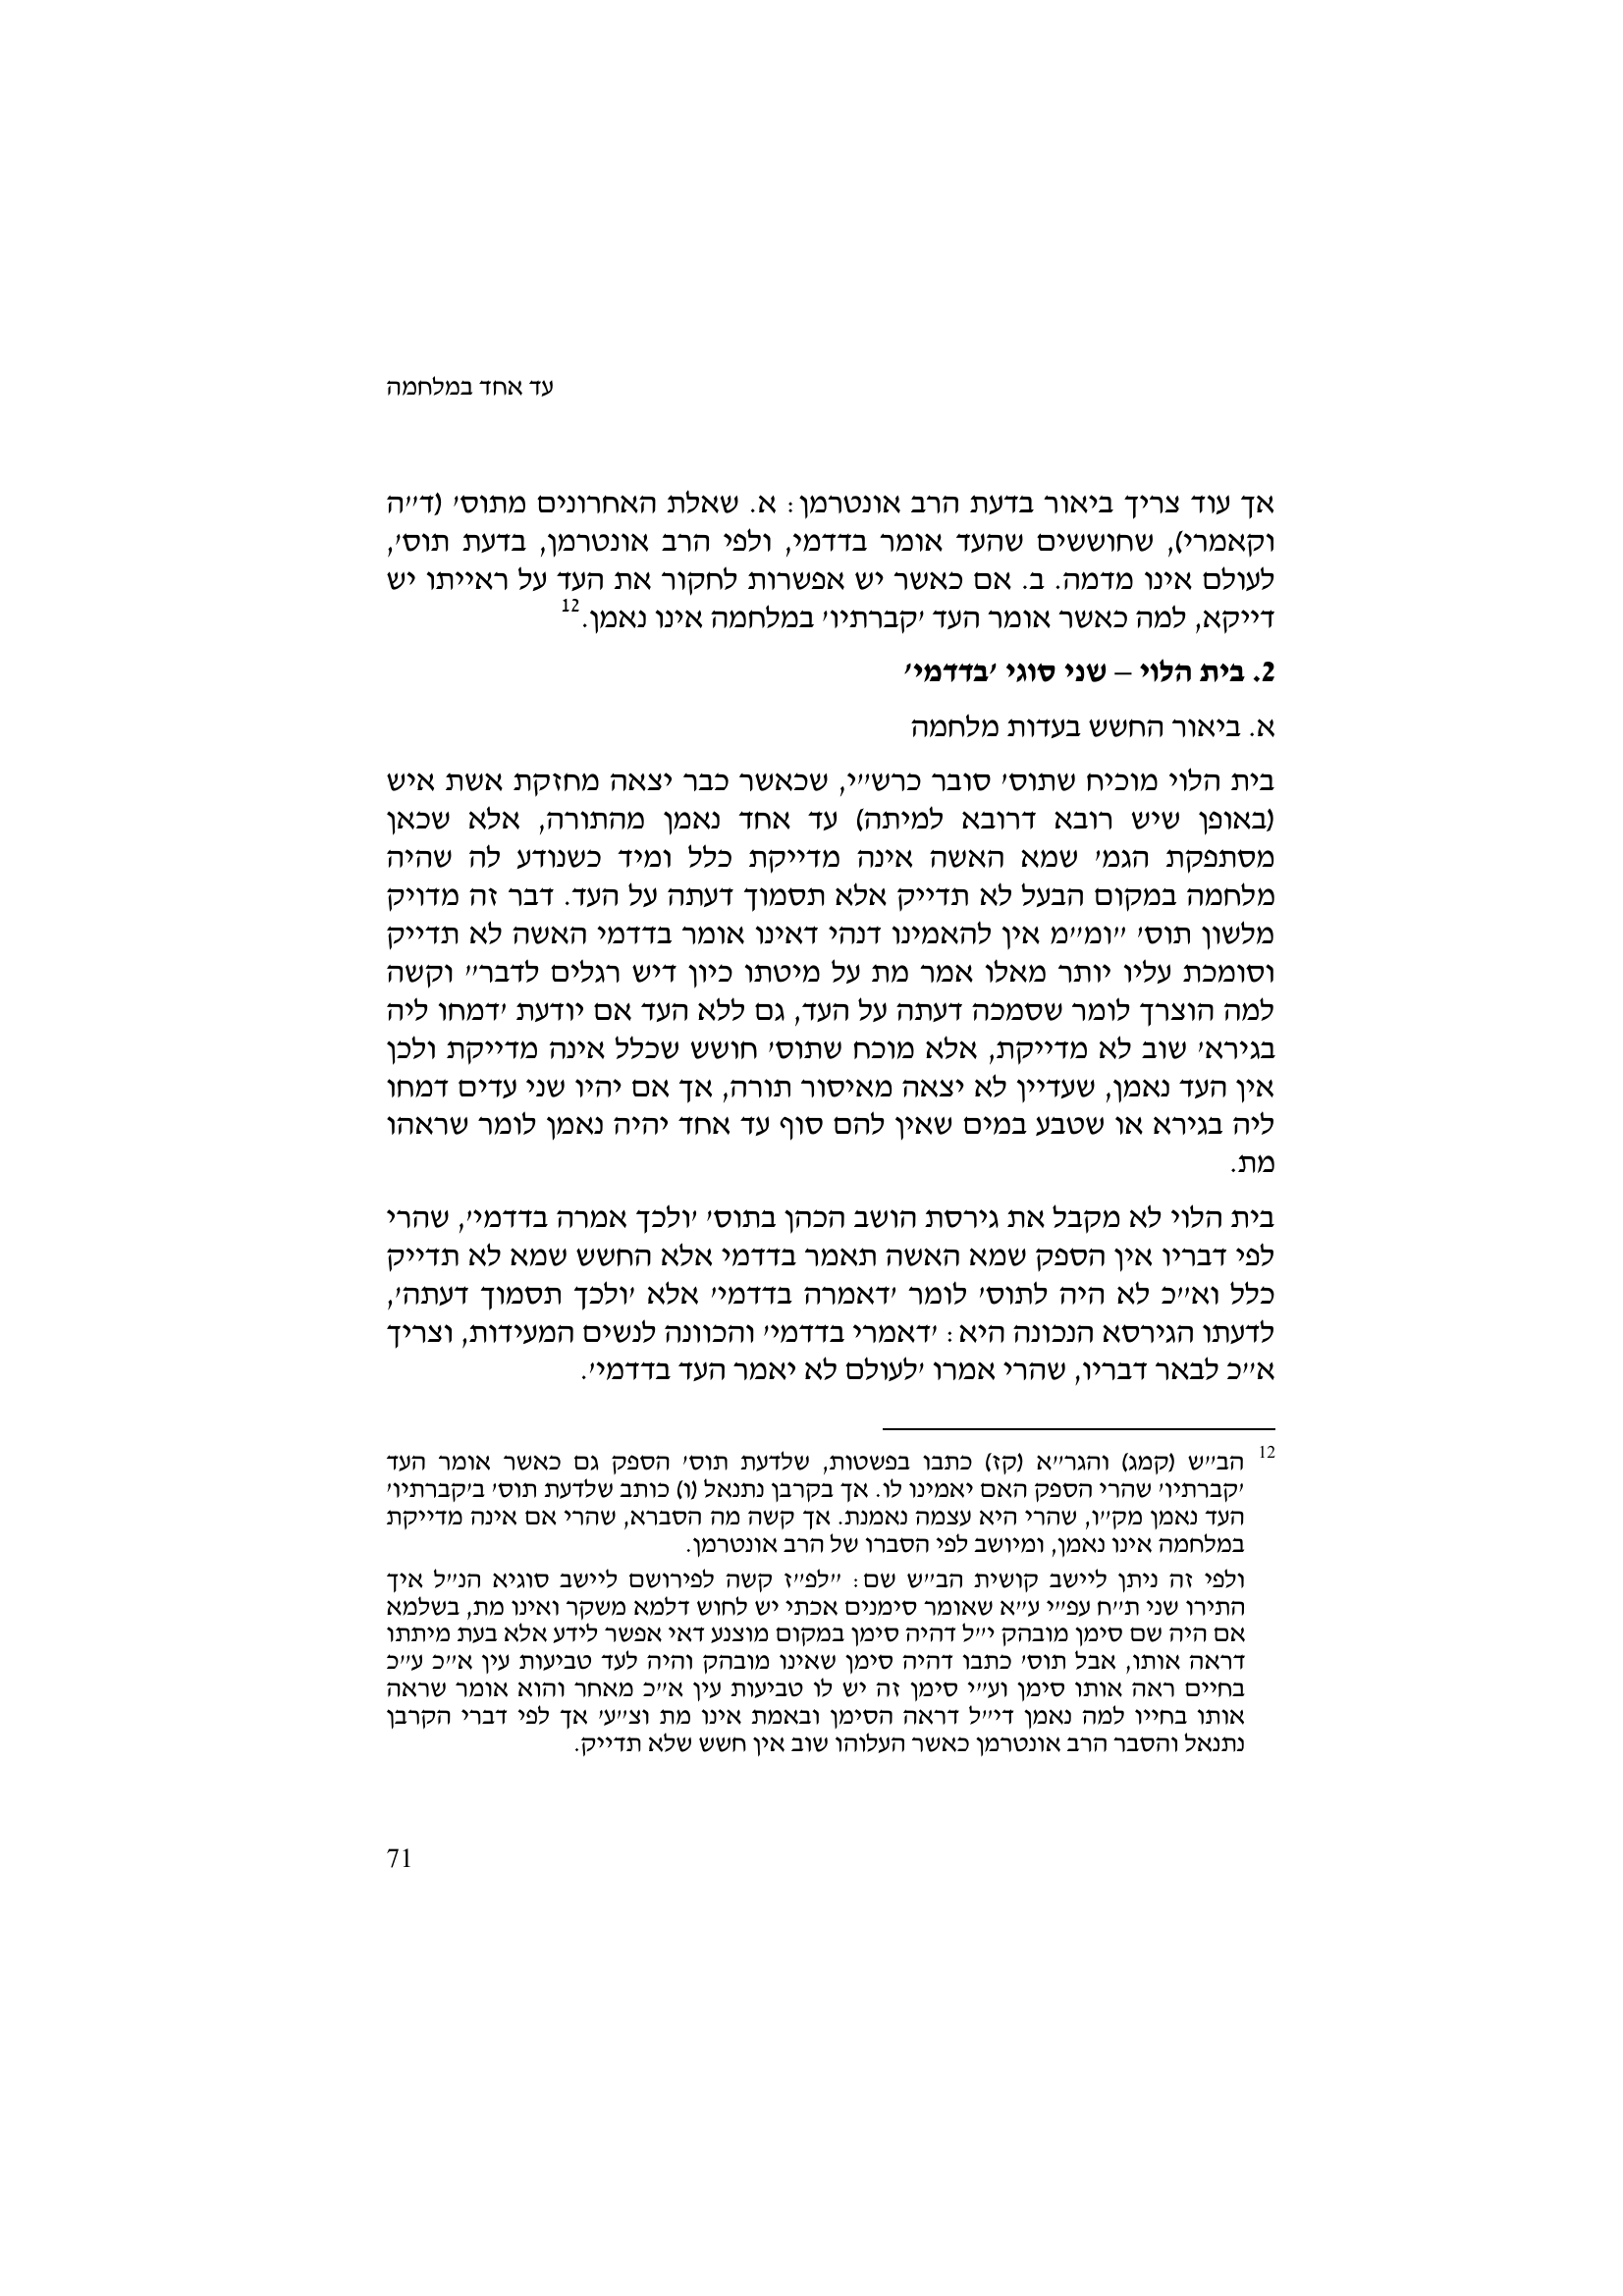 עד אחד במלחמה
אך עוד צריך ביאור בדעת הרב אונטרמן: א. שאלת האחרונים מתוס׳ (ד״ה
וקאמרי), שחוששים שהעד אומר בדדמי, ולפי הרב אונטרמן, בדעת תוס׳,
לעולם אינו מדמה. ב. אם כאשר יש אפשרות לחקור את העד על ראייתו יש
דייקא, למה כאשר אומר העד ׳קברתיו׳ במלחמה אינו נאמן.12
2. בית הלוי – שני סוגי ׳בדדמי׳
א. ביאור החשש בעדות מלחמה
בית הלוי מוכיח שתוס׳ סובר כרש״י, שכאשר כבר יצאה מחזקת אשת איש
(באופן שיש רובא דרובא למיתה) עד אחד נאמן מהתורה, אלא שכאן
מסתפקת הגמ׳ שמא האשה אינה מדייקת כלל ומיד כשנודע לה שהיה
מלחמה במקום הבעל לא תדייק אלא תסמוך דעתה על העד. דבר זה מדויק
מלשון תוס׳ ״ומ״מ אין להאמינו דנהי דאינו אומר בדדמי האשה לא תדייק
וסומכת עליו יותר מאלו אמר מת על מיטתו כיון דיש רגלים לדבר״ וקשה
למה הוצרך לומר שסמכה דעתה על העד, גם ללא העד אם יודעת ׳דמחו ליה
בגירא׳ שוב לא מדייקת, אלא מוכח שתוס׳ חושש שכלל אינה מדייקת ולכן
אין העד נאמן, שעדיין לא יצאה מאיסור תורה, אך אם יהיו שני עדים דמחו
ליה בגירא או שטבע במים שאין להם סוף עד אחד יהיה נאמן לומר שראהו
מת.
בית הלוי לא מקבל את גירסת הושב הכהן בתוס׳ ׳ולכך אמרה בדדמי׳, שהרי
לפי דבריו אין הספק שמא האשה תאמר בדדמי אלא החשש שמא לא תדייק
כלל וא״כ לא היה לתוס׳ לומר ׳דאמרה בדדמי׳ אלא ׳ולכך תסמוך דעתה׳,
לדעתו הגירסא הנכונה היא: ׳דאמרי בדדמי׳ והכוונה לנשים המעידות, וצריך
א״כ לבאר דבריו, שהרי אמרו ׳לעולם לא יאמר העד בדדמי׳.
12 הב״ש (קמג) והגר״א (קז) כתבו בפשטות, שלדעת תוס׳ הספק גם כאשר אומר העד
׳קברתיו׳ שהרי הספק האם יאמינו לו. אך בקרבן נתנאל (ו) כותב שלדעת תוס׳ ב׳קברתיו׳
העד נאמן מק״ו, שהרי היא עצמה נאמנת. אך קשה מה הסברא, שהרי אם אינה מדייקת
במלחמה אינו נאמן, ומיושב לפי הסברו של הרב אונטרמן.
ולפי זה ניתן ליישב קושית הב״ש שם: ״לפ״ז קשה לפירושם ליישב סוגיא הנ״ל איך
התירו שני ת״ח עפ״י ע״א שאומר סימנים אכתי יש לחוש דלמא משקר ואינו מת, בשלמא
אם היה שם סימן מובהק י״ל דהיה סימן במקום מוצנע דאי אפשר לידע אלא בעת מיתתו
דראה אותו, אבל תוס׳ כתבו דהיה סימן שאינו מובהק והיה לעד טביעות עין א״כ ע״כ
בחיים ראה אותו סימן וע״י סימן זה יש לו טביעות עין א״כ מאחר והוא אומר שראה
אותו בחייו למה נאמן די״ל דראה הסימן ובאמת אינו מת וצ״ע׳ אך לפי דברי הקרבן
נתנאל והסבר הרב אונטרמן כאשר העלוהו שוב אין חשש שלא תדייק.
71